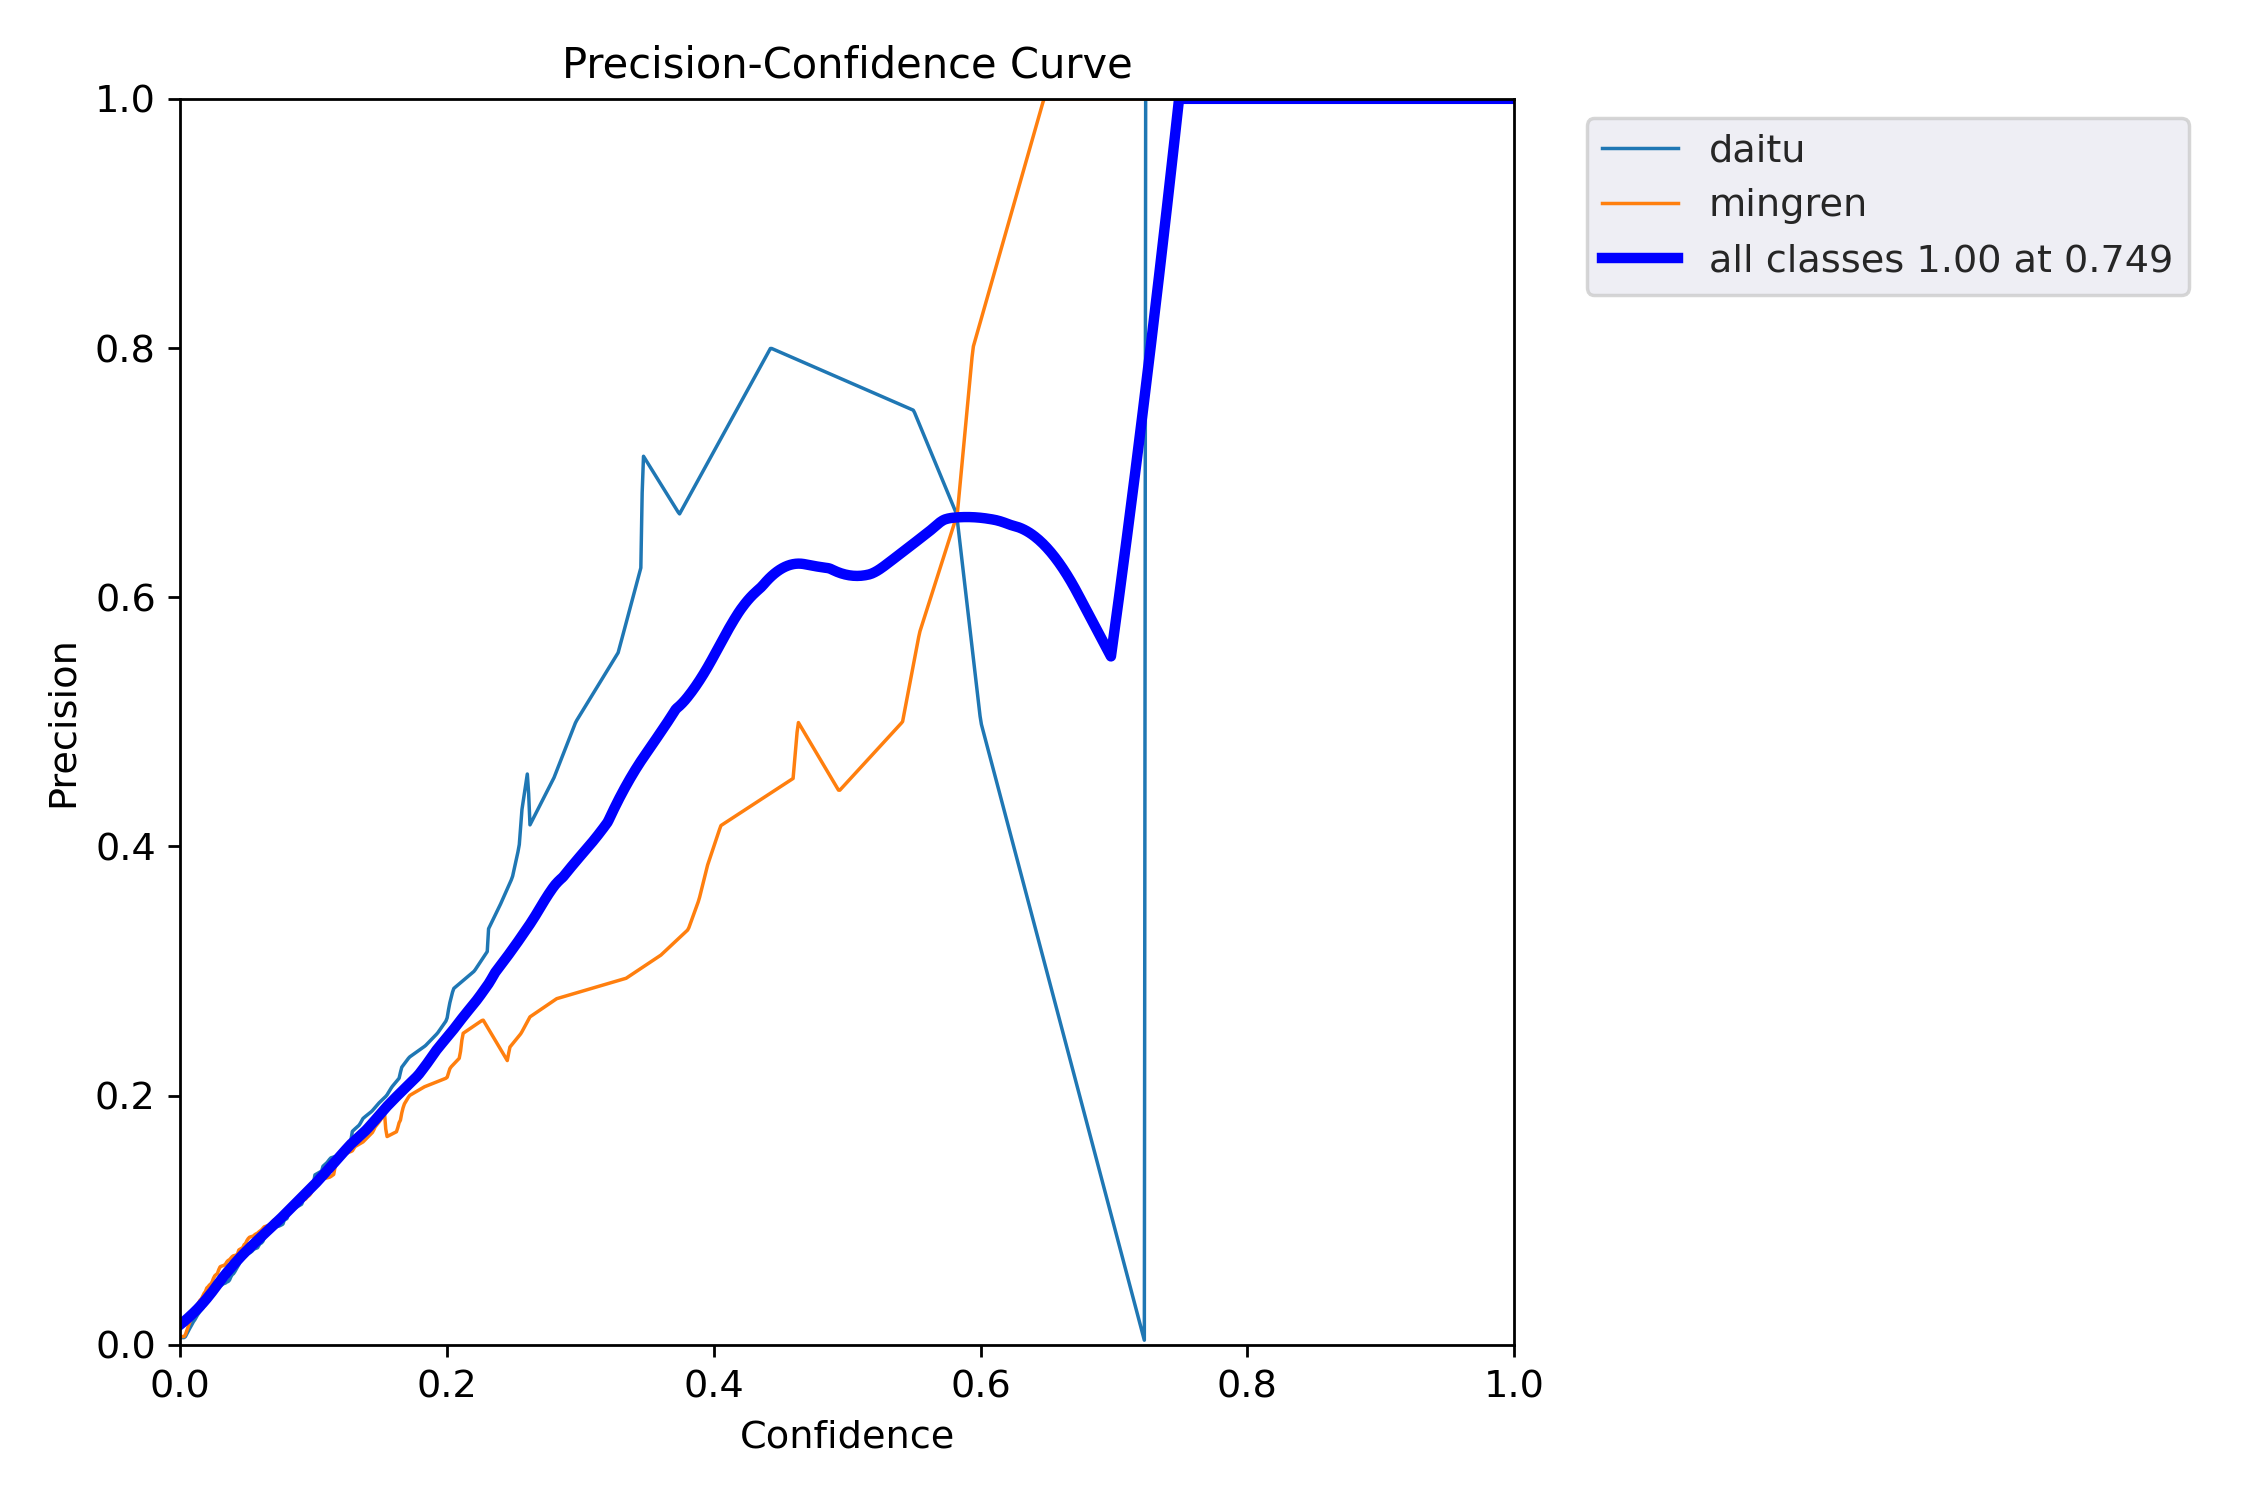 Precision-Confidence Curve
1.0
0.8
0.6
0.4
0.2
0.0
Precision
0.0 0.2 0.4 0.6 0.8 1.0
Confidence
daitu
mingren
all classes 1.00 at 0.749